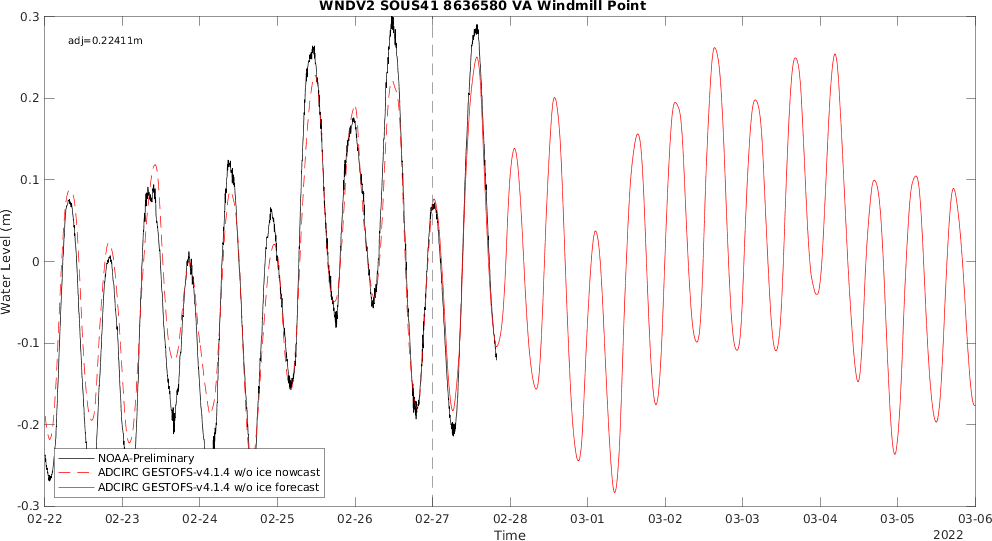 WNDV2 SOUS41 8636580 VA Windmill Point
adj=0.22411m
0.3
0.2
0.1
0
-0.1
-0.2
-0.3
Water Level (m)
NOAA-Preliminary
ADCIRC GESTOFS-v4.1.4 w/o ice nowcast
ADCIRC GESTOFS-v4.1.4 w/o ice forecast
02-22 02-23 02-24 02-25 02-26 02-27 02-28 03-01 03-02 03-03 03-04 03-05 03-06
Time
2022